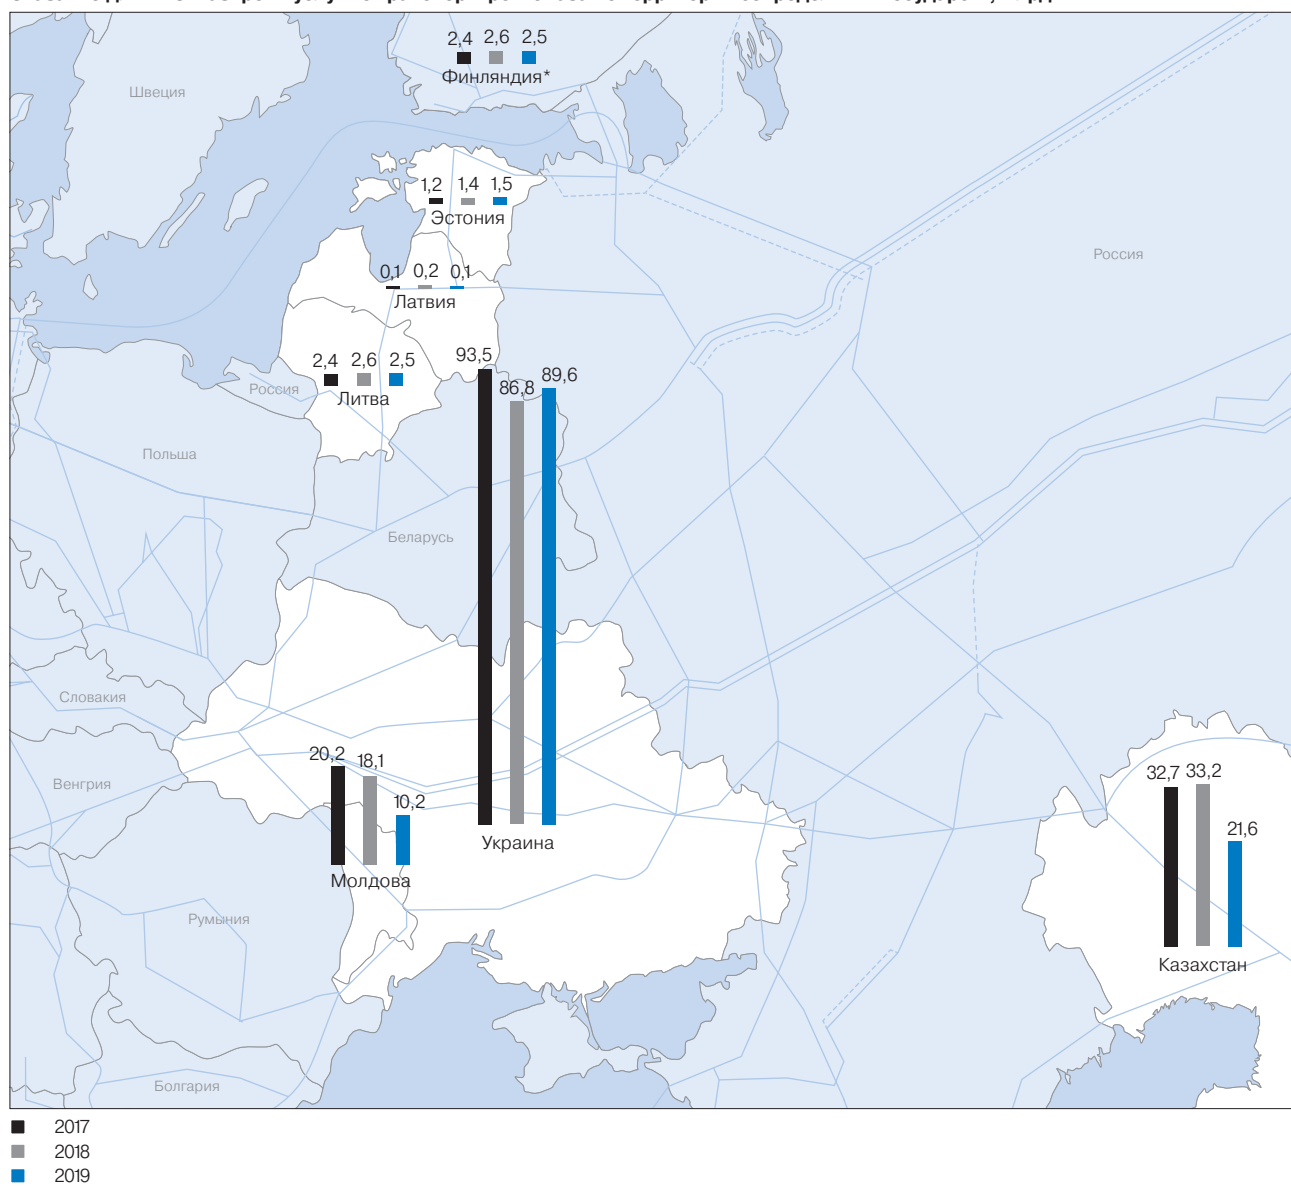 2,4 2,6 2,5
Финляндия*
Швеция
1,2 1,4 1,5
Эстония
Россия
0,1 0,2 0,1
Латвия
93,5
2,4 2,6 2,5
86,8 89,6
Россия
Литва
Польша
Беларусь
Словакия
20,2 18,1
32,7 33,2
Венгрия
10,2
21,6
Украина
Молдова
Румыния
Казахстан
Болгария
2017
2018
2019